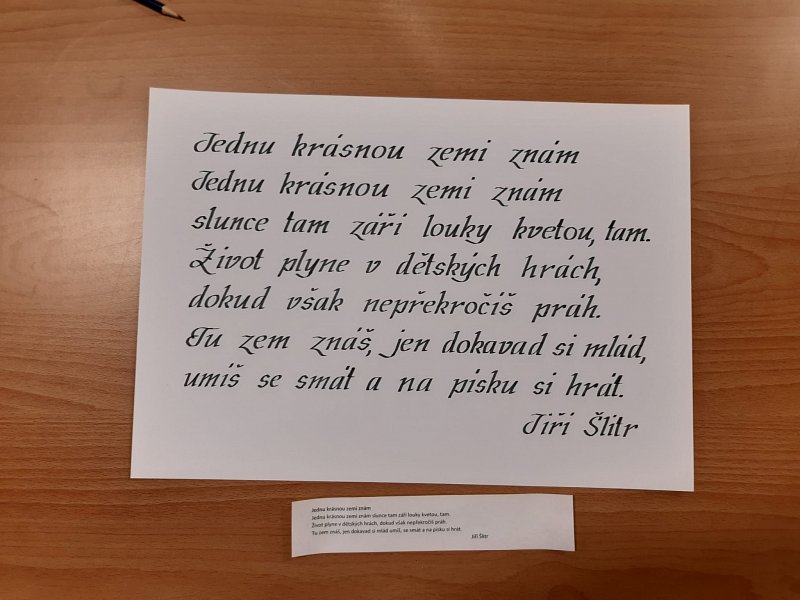 Jednu krásnou zemi znám
Jednu krásnou zemi znám
slunce tam září louky kvetou, tam.
Život plyne v dětských hrách,
dokud však nepřekročíš práh.
Tu zem znáš, jen dokavad si mlád,
umíš se smát a na písku si hrát.
Jiří Šlitr
Jednu krásnou zemi znám
Jednu krásnou zemi znám slunce tam září louky kvetou, tam.
Život plyne v dětských hrách, dokud však nepřekročíš práh.
Tu zem znáš, jen dokavad si mlád umíš, se smát a na písku si hrát.
Jiří Šlitr